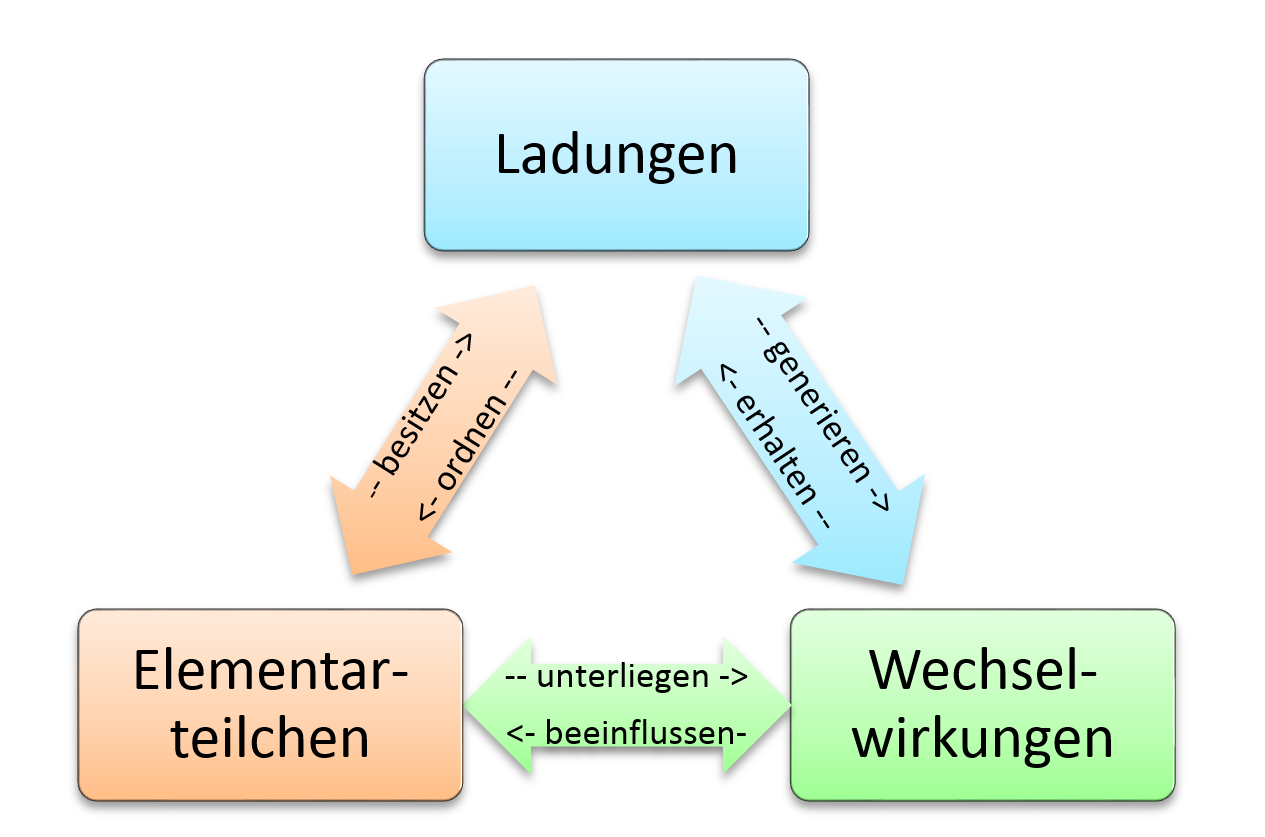 Ladungen
-- besitzen ->
<- ordnen --
-- generieren ->
<- erhalten --
Elementar-
teilchen
-- unterliegen ->
<- beeinflussen-
Wechsel-
wirkungen